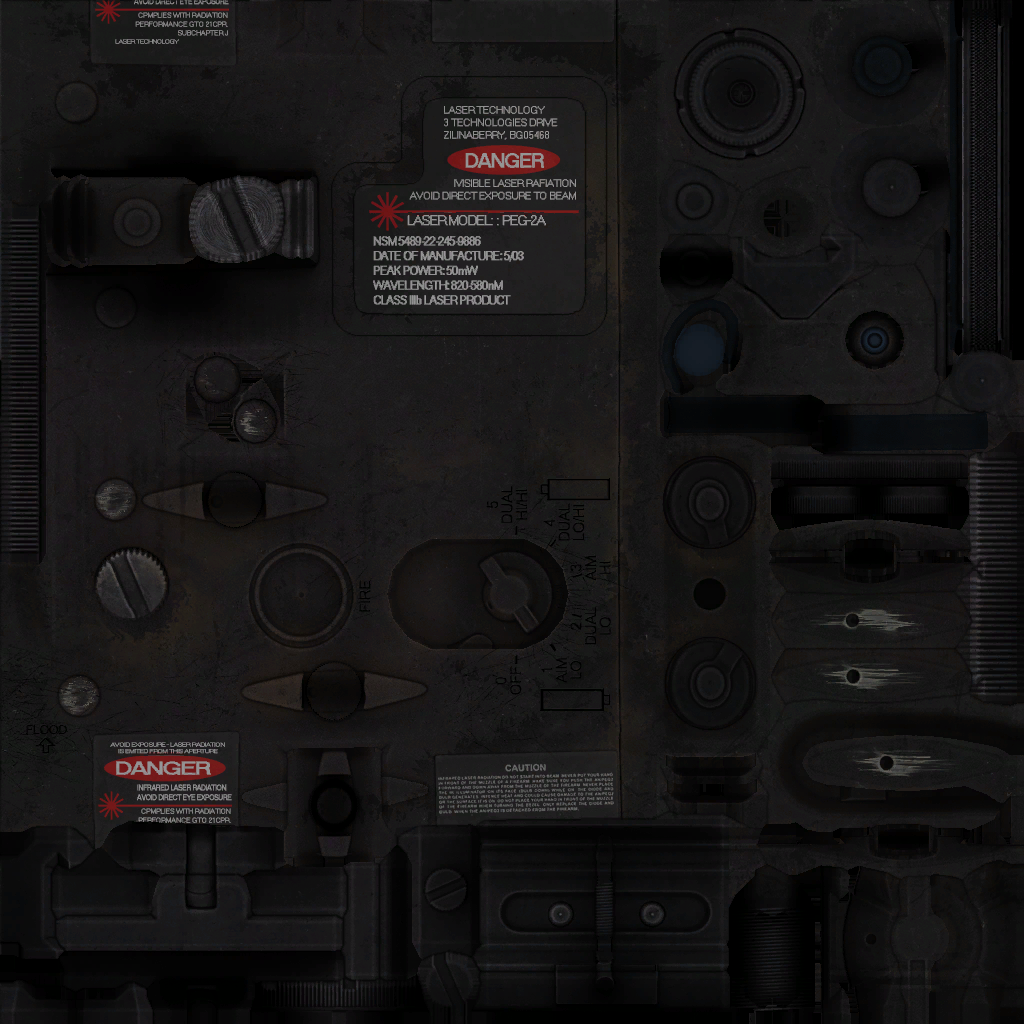 AVOID DIRECT EYE EXPOSURE
CPMPLIES WITH RADIATION
PERFORMANCE GTO 21CPR,
SUBCHAPTER J
LASER TECHNOLOGY
LASER TECHNOLOGY
3 TECHNOLOGIES DRIVE
ZILINABERRY, BG05468
DANGER
IVISIBLE LASER RAFIATION
AVOID DIRECT EXPOSURE TO BEAM
LASER MODEL: : PEG-2A
NSM 5489-22-245-9886
DATE OF MANUFACTURE: 5/03
PEAK POWER: 50mW
WAVELENGTH: 820-580nM
CLASS IIIb LASER PRODUCT
5
DUAL
HI/HI
4
DUAL
LO/HI
3
AIM
HI
2
DUAL
LO
1
AIM
LO
0
OFF
FIRE
FLOOD
AVOID EXPOSURE - LASER RADIATION
IS EMITED FROM THIS APERTURE
DANGER
INFRARED LASER RADIATION
AVOID DIRECT EYE EXPOSURE
CPMPLIES WITH RADIATION
PERFORMANCE GTO 21CPR,
CAUTION